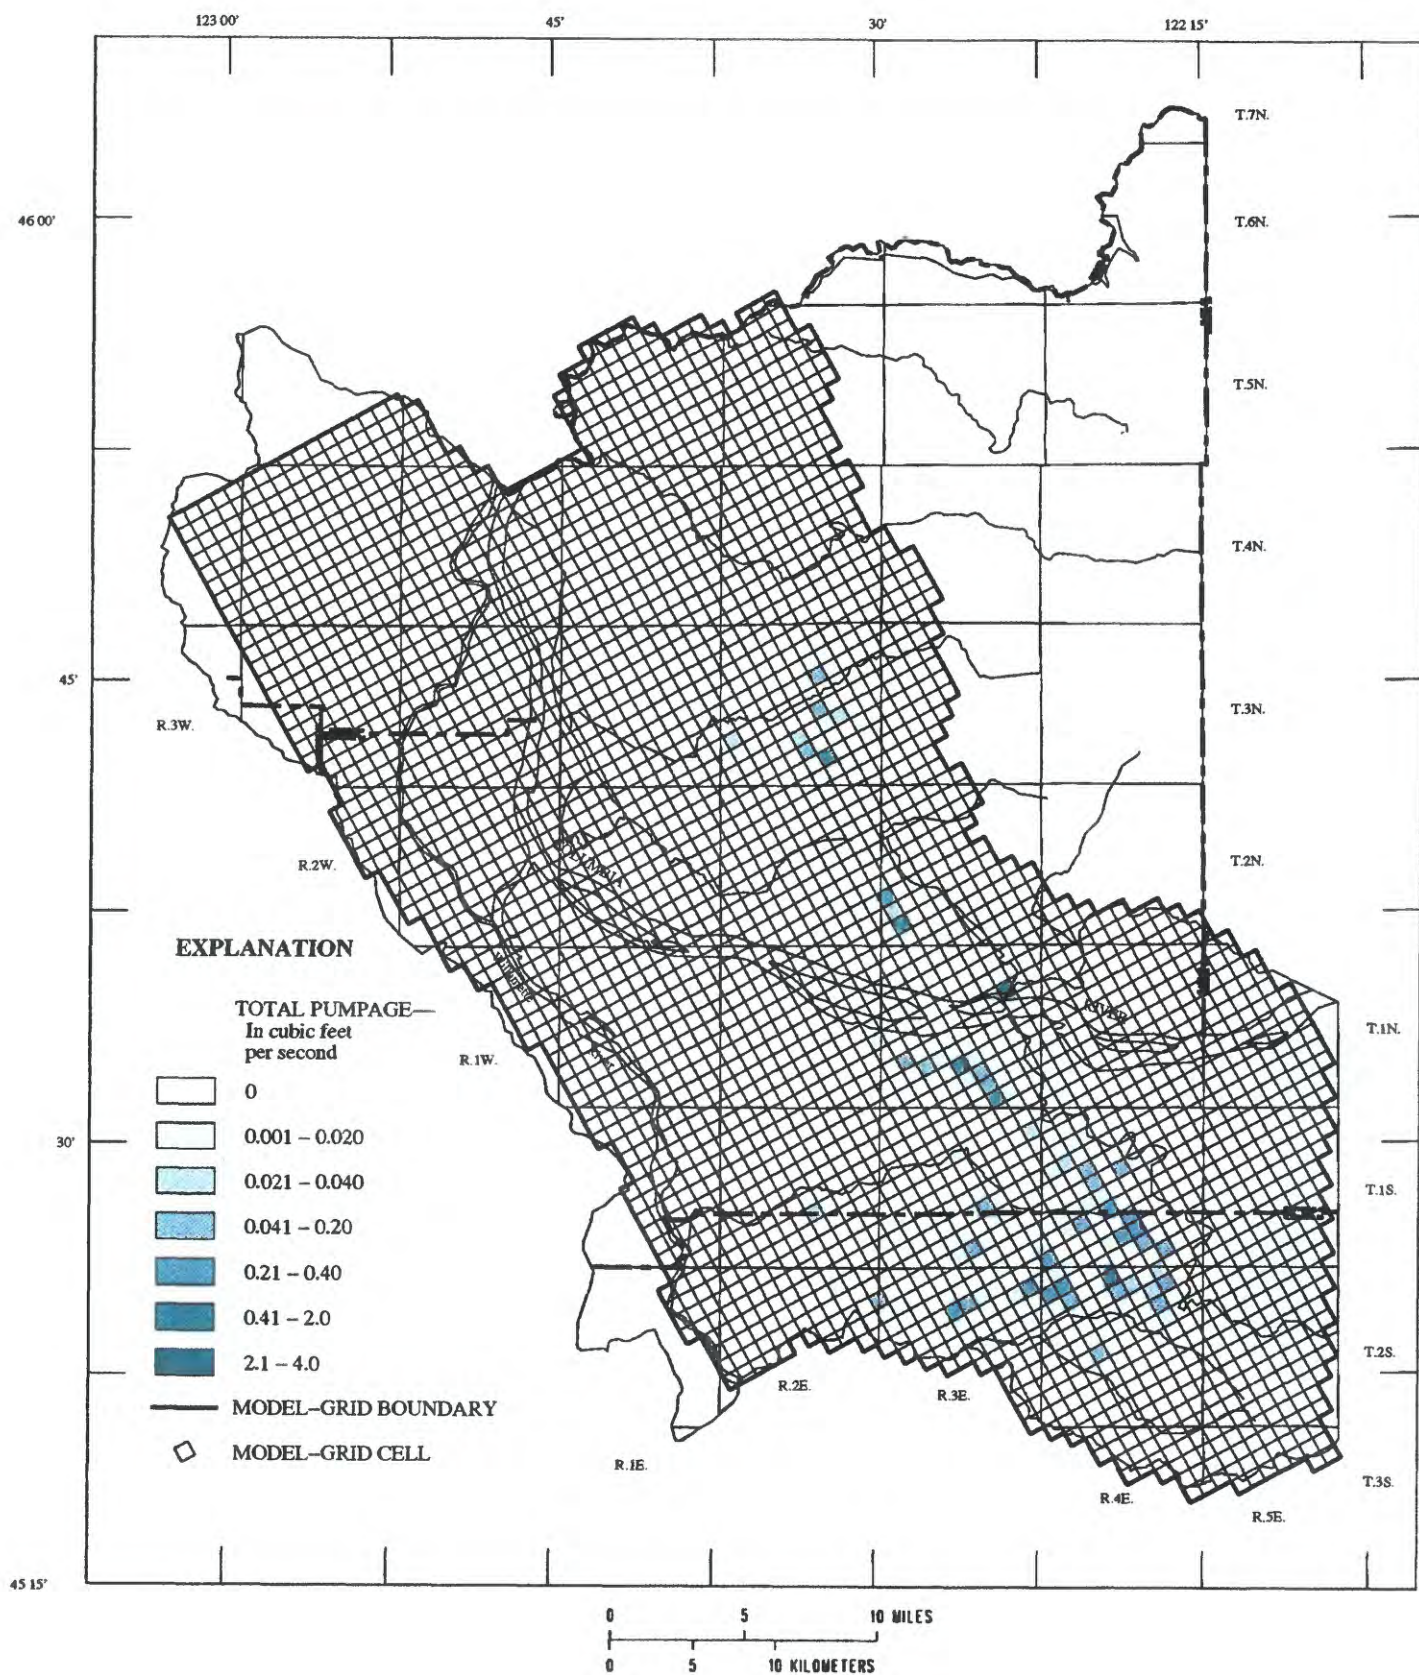 123 00'
45'
30'
122 15'
T.7N.
46 00'
T.6N.
T.5N.
T.4N.
45'
T.3N.
R.3W.
R.2W.
COLUMBIA
T.2N.
EXPLANATION
Willamette
TOTAL PUMPAGE—
In cubic feet
per second
RIVER
T.1N.
R.1W.
River
0
0.001 – 0.020
30'
0.021 – 0.040
T.1S.
0.041 – 0.20
0.21 – 0.40
0.41 – 2.0
2.1 – 4.0
T.2S.
R.2E.
R.3E.
MODEL–GRID BOUNDARY
MODEL–GRID CELL
R.1E.
T.3S.
R.4E.
R.5E.
45 15'
0 5 10 MILES
0 5 10 KILOMETERS